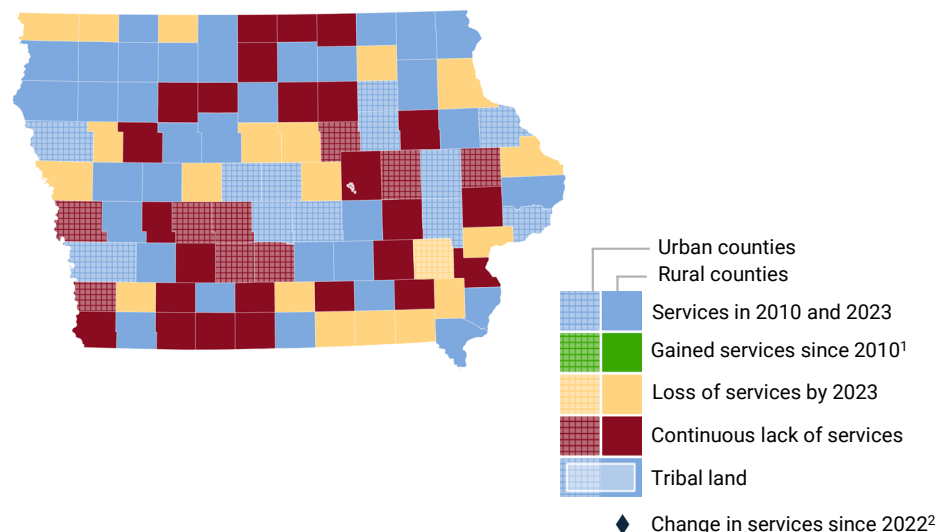 Urban counties
Rural counties
Services in 2010 and 2023
Gained services since 2010¹
Loss of services by 2023
Continuous lack of services
Tribal land
Change in services since 2022²